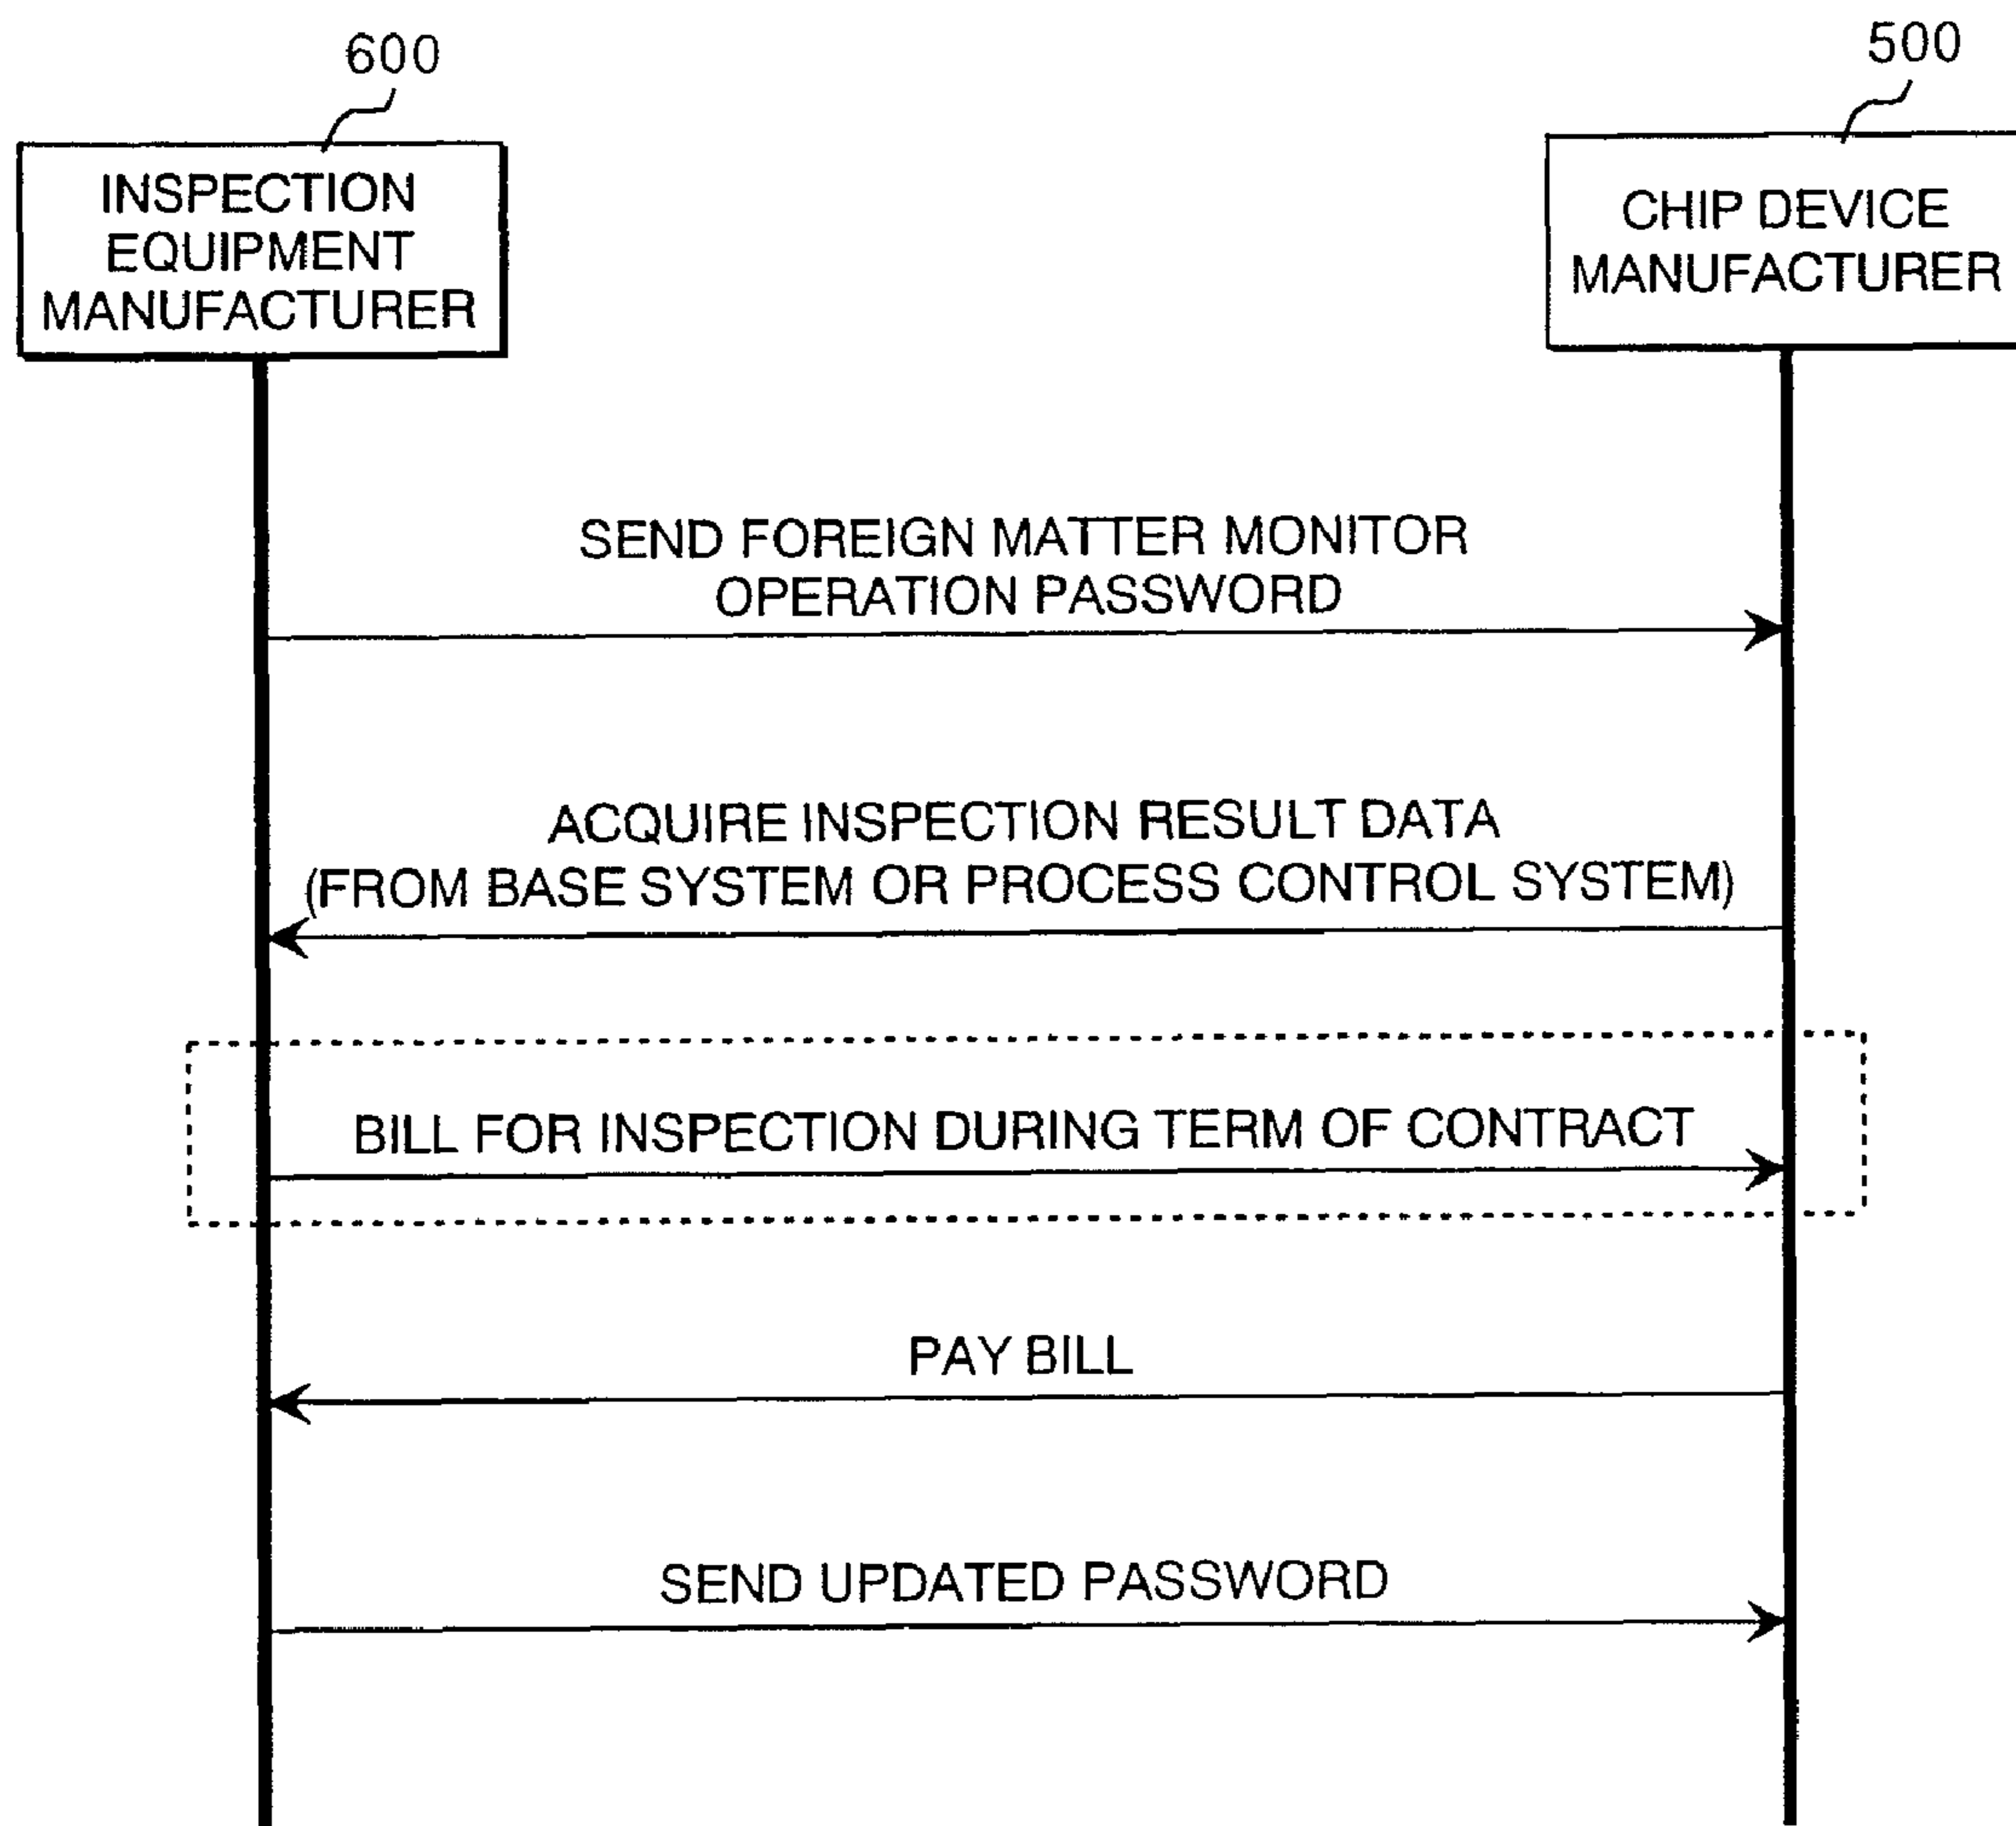 600
500
INSPECTION
EQUIPMENT
MANUFACTURER
CHIP DEVICE
MANUFACTURER
SEND FOREIGN MATTER MONITOR
OPERATION PASSWORD
ACQUIRE INSPECTION RESULT DATA
(FROM BASE SYSTEM OR PROCESS CONTROL SYSTEM)
BILL FOR INSPECTION DURING TERM OF CONTRACT
PAY BILL
SEND UPDATED PASSWORD